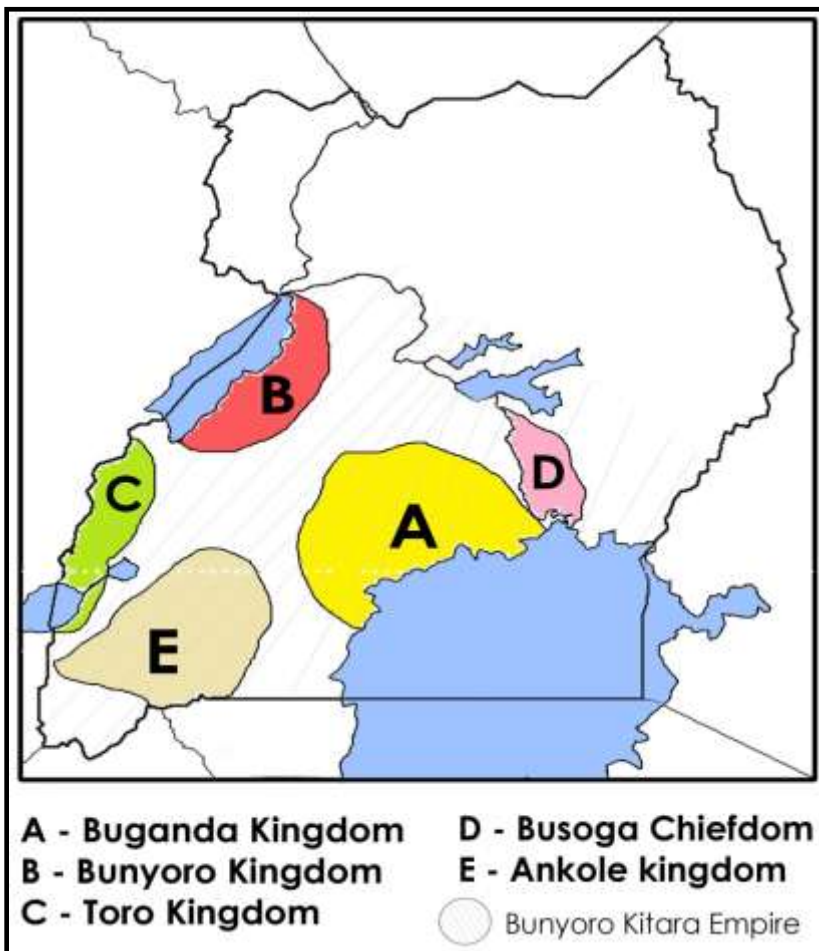 B
C
A
D
E
A - Buganda Kingdom
B - Bunyoro Kingdom
C - Toro Kingdom
D - Busoga Chiefdom
E - Ankole kingdom
Bunyoro Kitara Empire